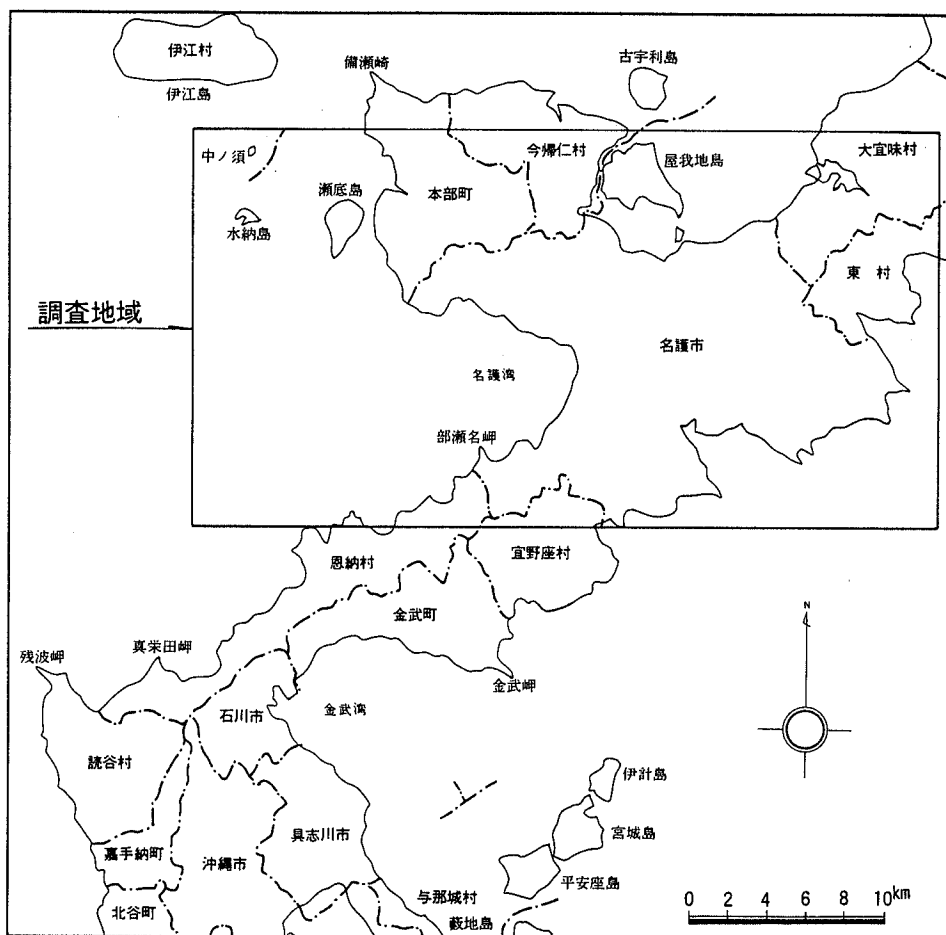 伊江村
伊江島
備瀬崎
古宇利島
中ノ須
今帰仁村
屋我地島
大宜味村
瀬底島
本部町
水納島
東村
調査地域
名護市
名護湾
部瀬名岬
恩納村
宜野座村
金武町
N
残波岬
真栄田岬
金武岬
石川市
金武湾
読谷村
伊計島
宮城島
具志川市
嘉手納町
沖縄市
平安座島
与那城村
北谷町
藪地島
0 2 4 6 8 10km